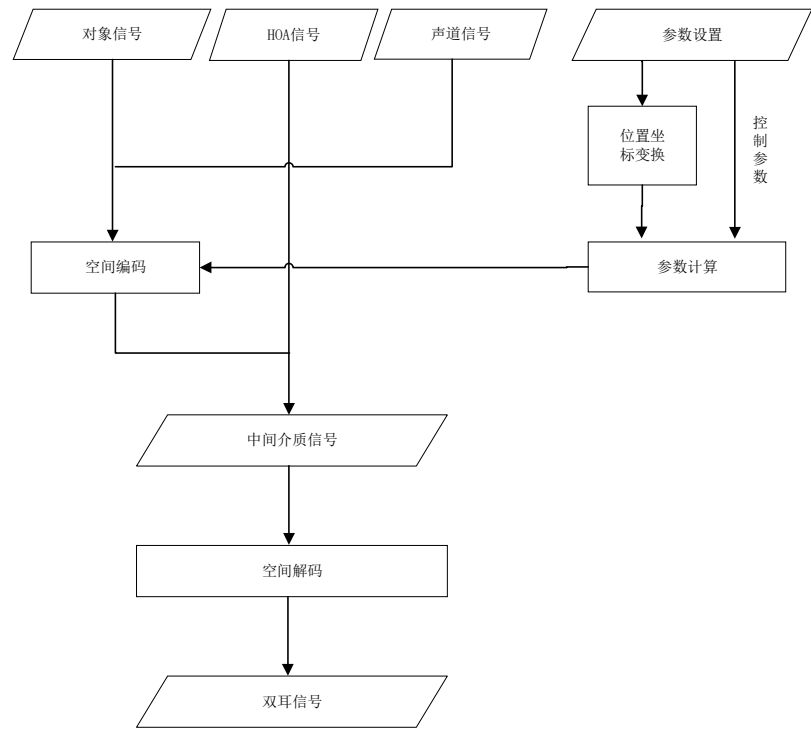 对象信号
HOA信号
声道信号
参数设置
位置坐
标变换
控制参数
空间编码
参数计算
中间介质信号
空间解码
双耳信号